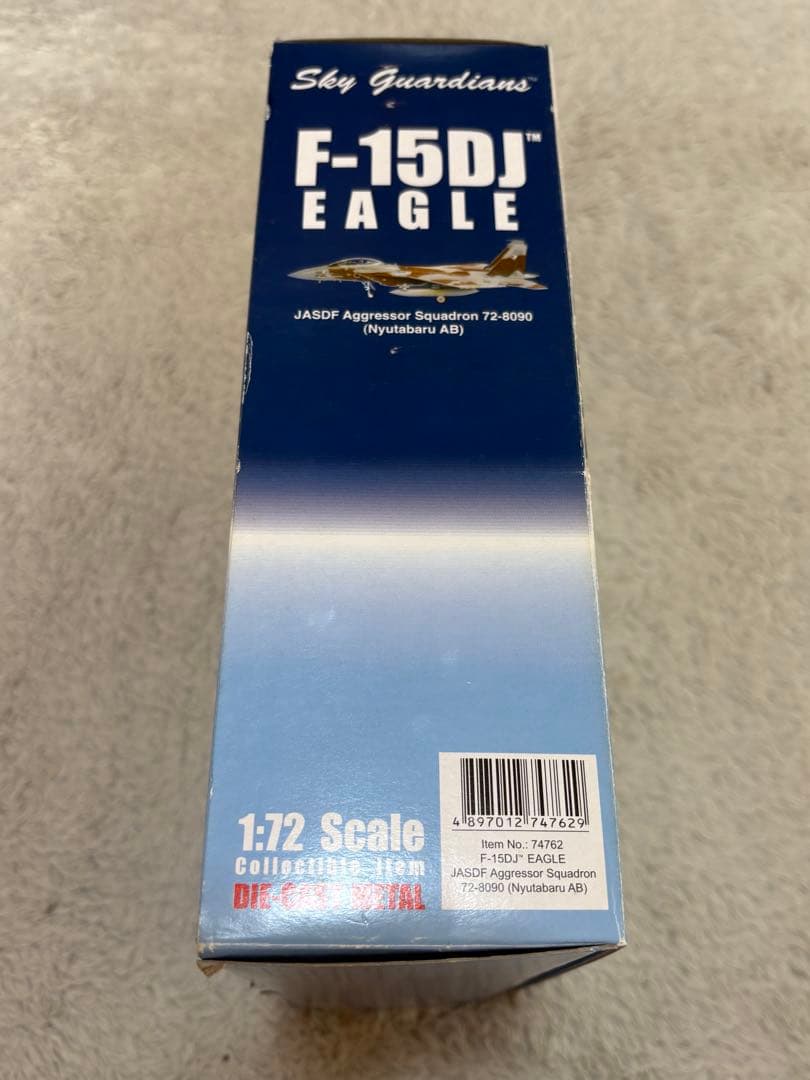 Sky Guardians™
F-15DJ™
EAGLE
JASDF Aggressor Squadron 72-8090
(Nyutabaru AB)
1:72 Scale
Collectible Item
DIE-CAST METAL
4 897012 747629
Item No.: 74762
F-15DJ™ EAGLE
JASDF Aggressor Squadron
72-8090 (Nyutabaru AB)